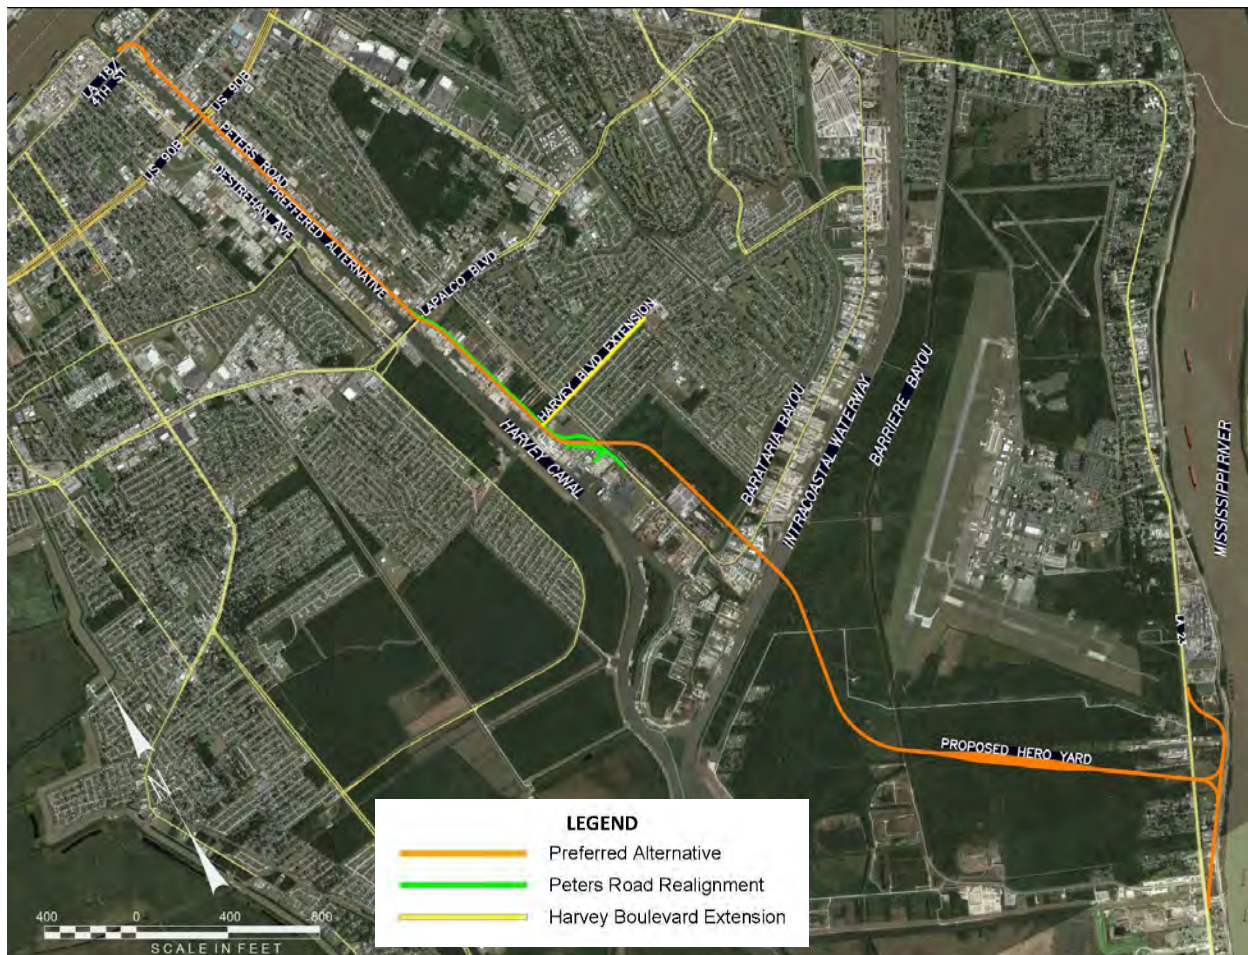 LA 18/
4TH ST
US 90B
US 90B
PETERS ROAD
PREFFERED ALTERNATIVE
DESTREHAN AVE
LAPALCO BLVD
HARVEY BLVD EXTENSION
HARVEY CANAL
BARATARIA BAYOU
INTRACOASTAL WATERWAY
BARRIERE BAYOU
MISSISSIPPI RIVER
LA 23
PROPOSED HERO YARD
N
LEGEND
Preferred Alternative
Peters Road Realignment
Harvey Boulevard Extension
400 0 400 800
SCALE IN FEET